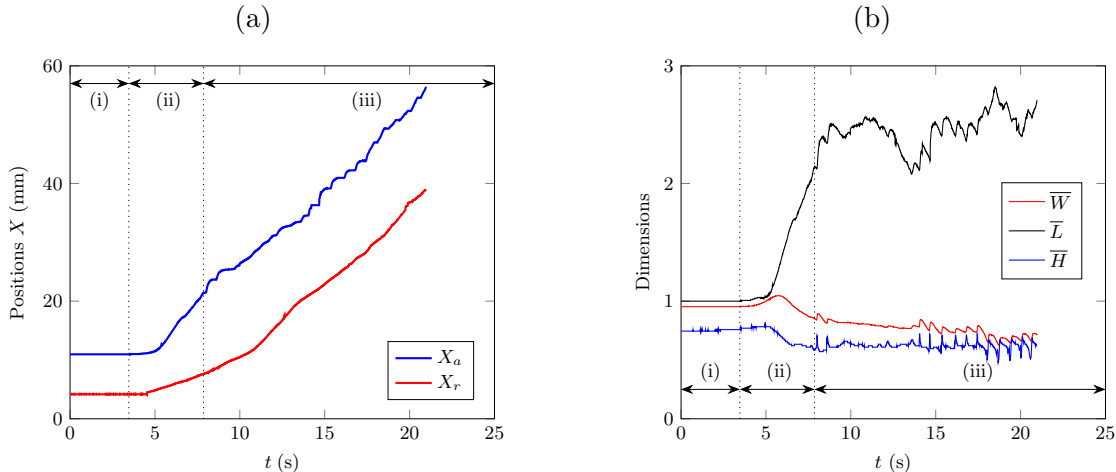 (a)
60
40
20
0
0 5 10 15 20 25
Positions X (mm)
t (s)
(i) (ii) (iii)
X_a
X_r
(b)
3
2
1
0
0 5 10 15 20 25
Dimensions
t (s)
(i) (ii) (iii)
W̅
L̅
H̅